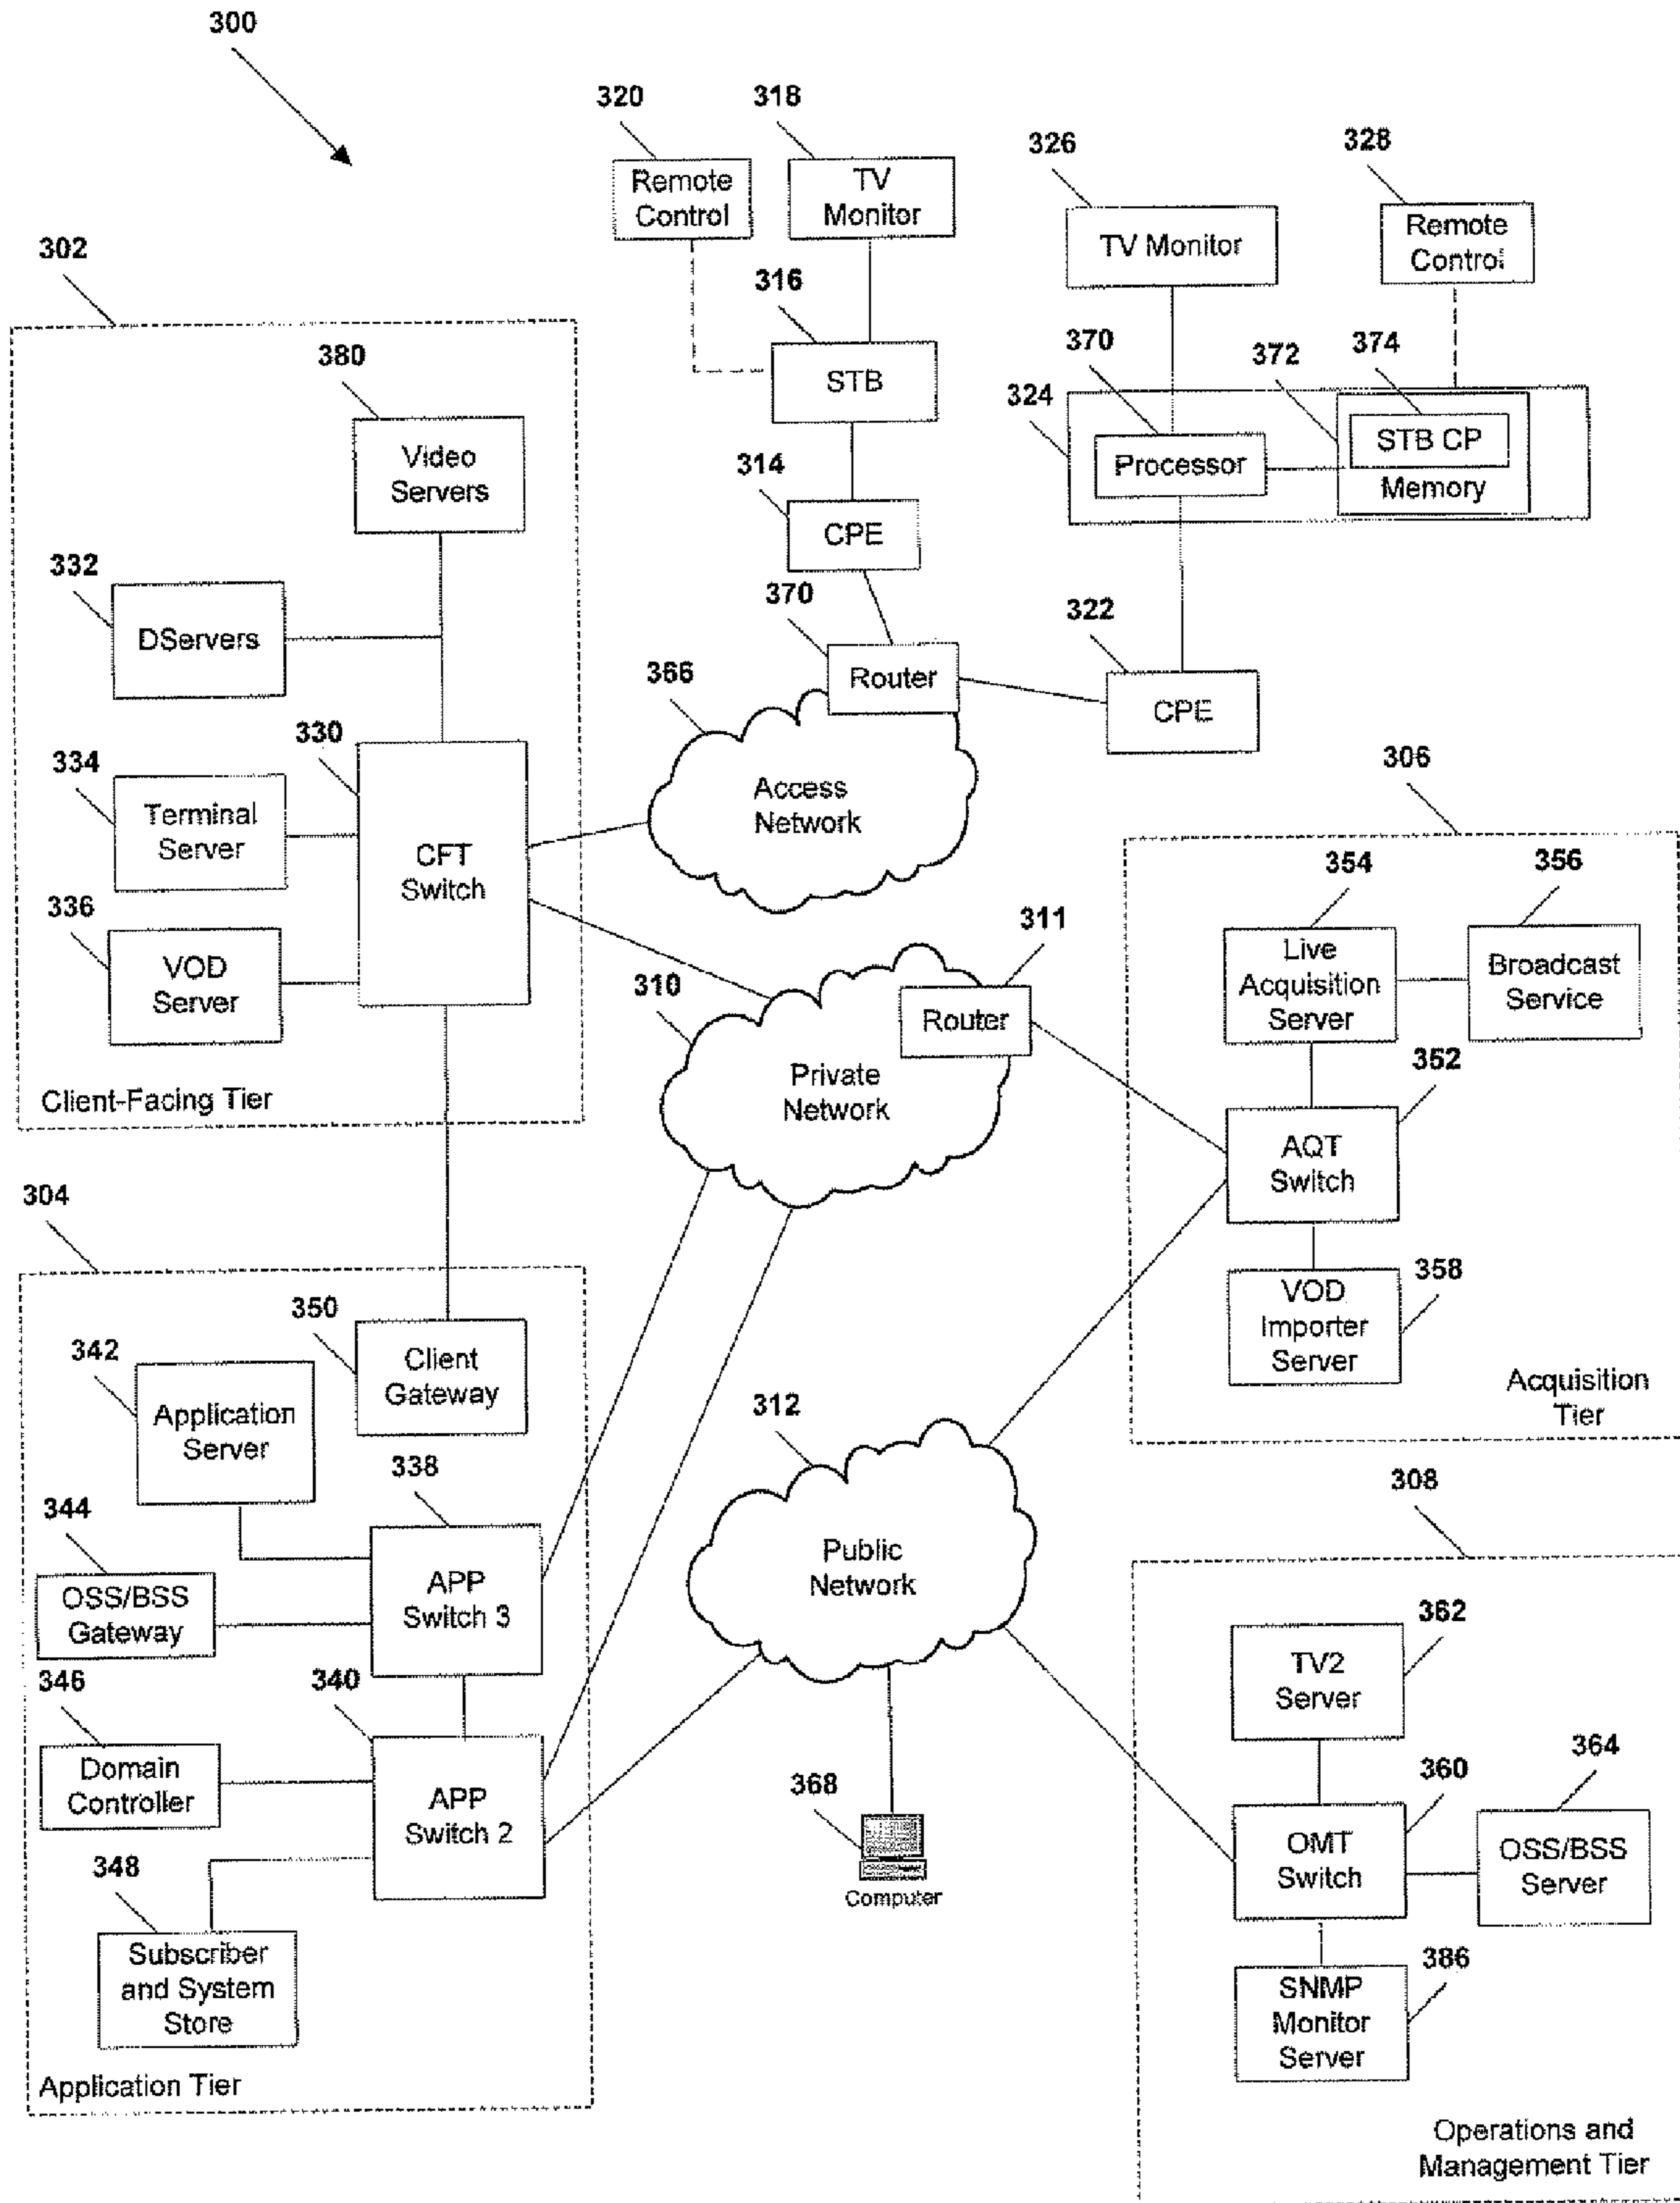 300
320
318
326
328
Remote
Control
TV
Monitor
TV Monitor
Remote
Control
302
316
380
370
372
374
324
STB
STB CP
Processor
Memory
Video
Servers
314
CPE
332
370
322
DServers
366
Router
CPE
330
334
306
Access
Network
Terminal
Server
CFT
Switch
354
356
336
311
VOD
Server
310
Live
Acquisition
Server
Broadcast
Service
Router
352
Private
Network
Client-Facing Tier
AQT
Switch
304
350
358
342
Client
Gateway
VOD
Importer
Server
Acquisition
Tier
Application
Server
312
338
344
308
Public
Network
APP
Switch 3
OSS/BSS
Gateway
362
TV2
Server
346
340
Domain
Controller
368
360
364
APP
Switch 2
348
OMT
Switch
OSS/BSS
Server
Computer
Subscriber
and System
Store
386
SNMP
Monitor
Server
Application Tier
Operations and
Management Tier